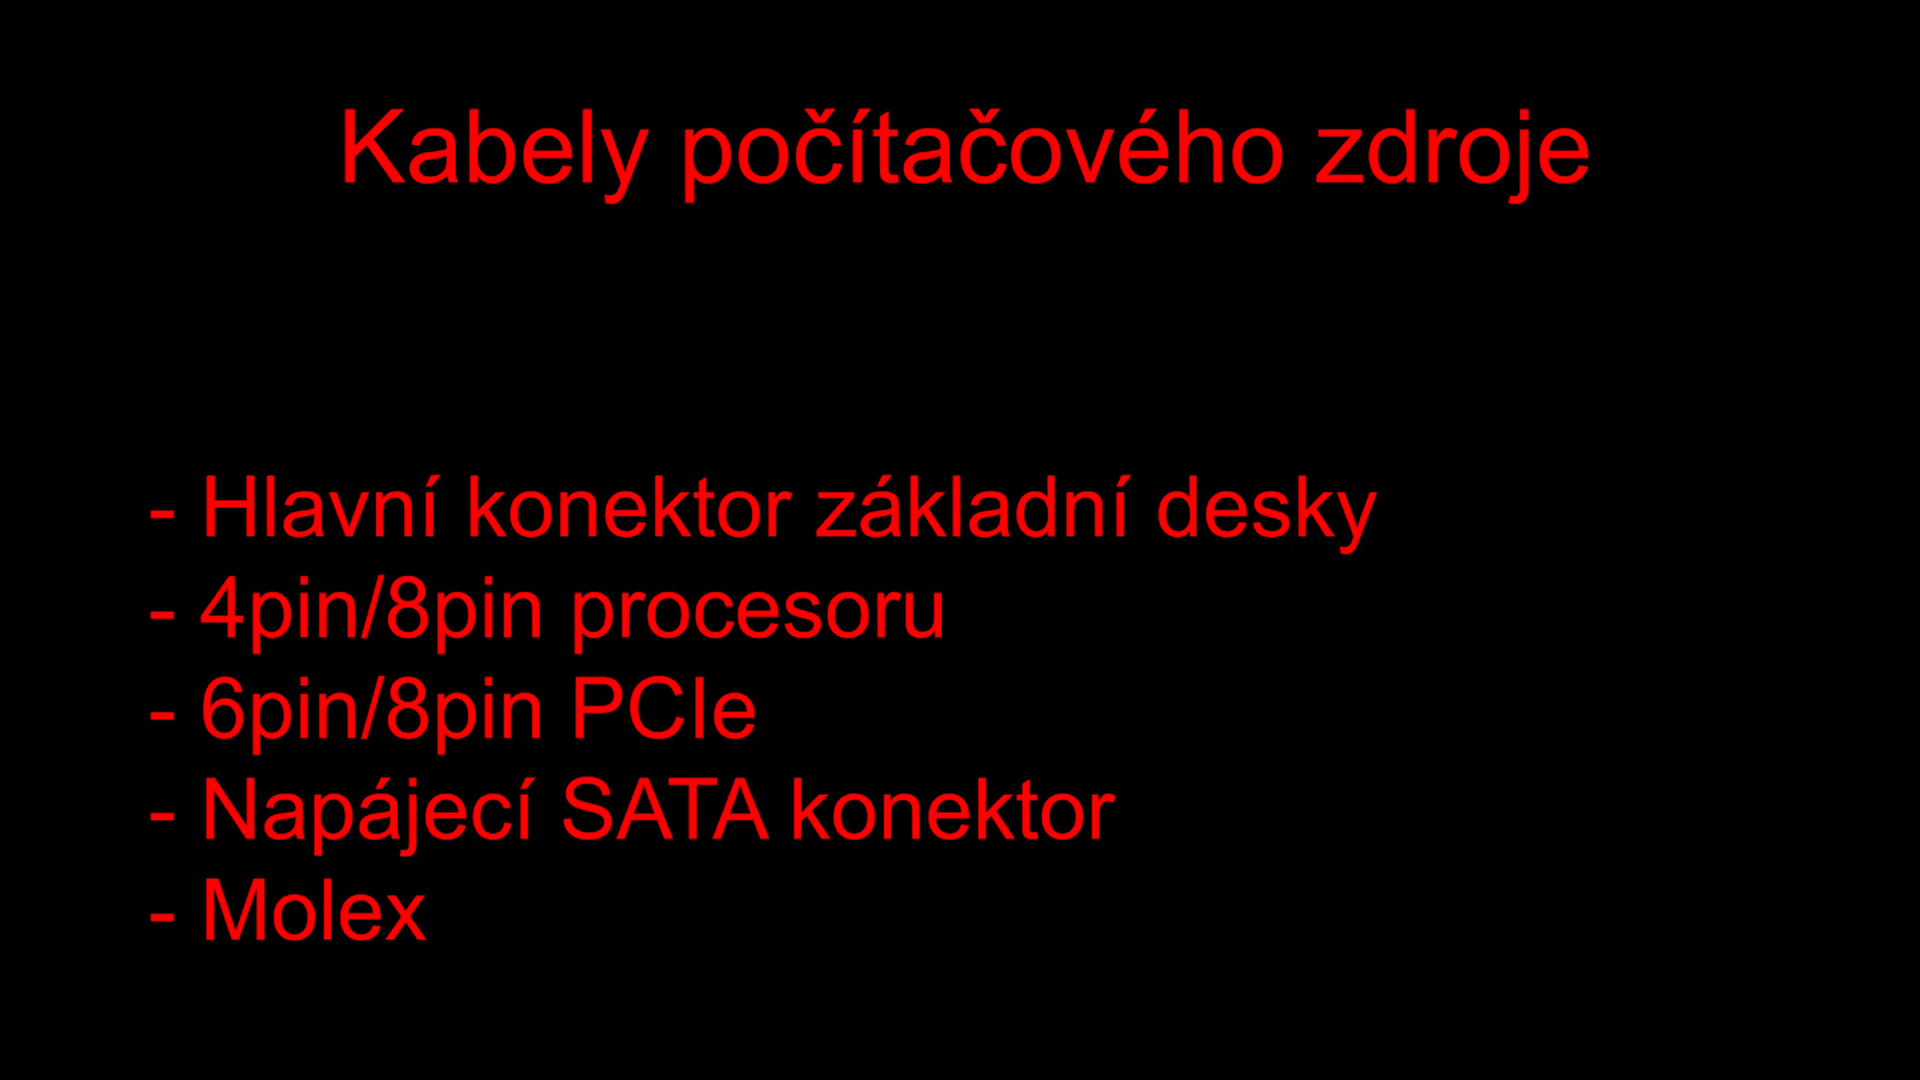 Kabely počítačového zdroje
- Hlavní konektor základní desky
- 4pin/8pin procesoru
- 6pin/8pin PCIe
- Napájecí SATA konektor
- Molex